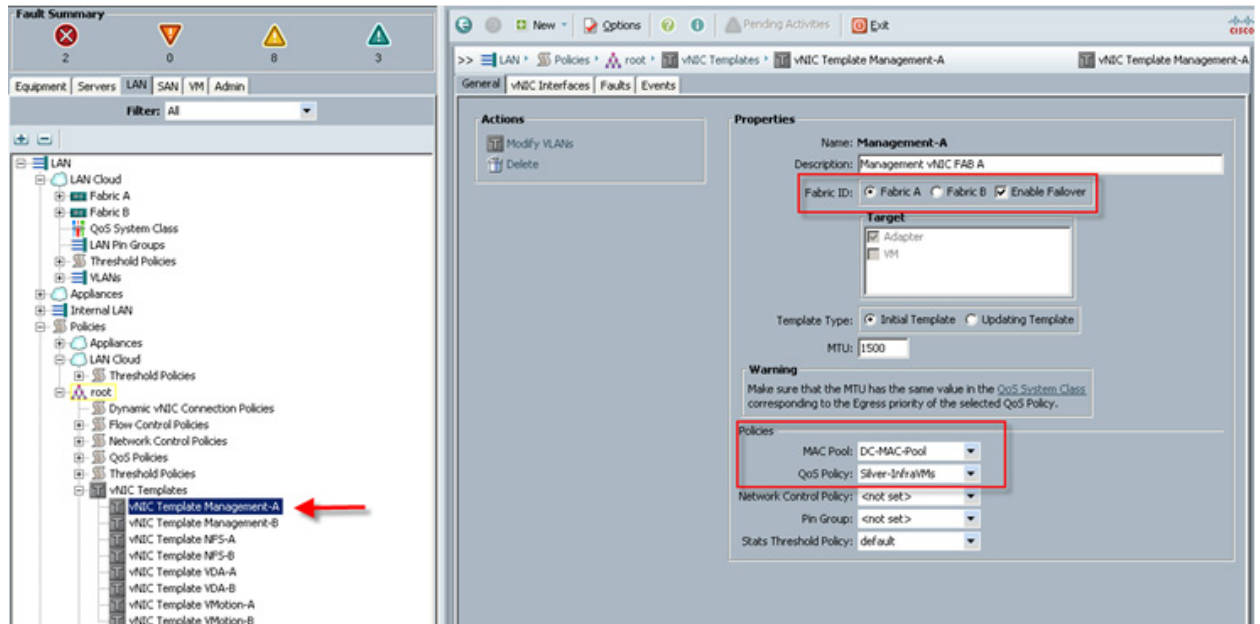 Fault Summary
2 0 8 3
Equipment Servers LAN SAN VM Admin
Filter: All
LAN
LAN Cloud
Fabric A
Fabric B
QoS System Class
LAN Pin Groups
Threshold Policies
VLANs
Appliances
Internal LAN
Policies
Appliances
LAN Cloud
Threshold Policies
root
Dynamic vNIC Connection Policies
Flow Control Policies
Network Control Policies
QoS Policies
Threshold Policies
vNIC Templates
vNIC Template Management-A
vNIC Template Management-B
vNIC Template NFS-A
vNIC Template NFS-B
vNIC Template VDA-A
vNIC Template VDA-B
vNIC Template VMotion-A
vNIC Template VMotion-B
New Options Pending Activities Exit
CISCO
>> LAN Policies root vNIC Templates vNIC Template Management-A vNIC Template Management-A
General vNIC Interfaces Faults Events
Actions
Modify VLANs
Delete
Properties
Name: Management-A
Description: Management vNIC FAB A
Fabric ID: Fabric A Fabric B Enable Failover
Target
Adapter
VM
Template Type: Initial Template Updating Template
MTU: 1500
Warning
Make sure that the MTU has the same value in the QoS System Class
corresponding to the Egress priority of the selected QoS Policy.
Policies
MAC Pool: DC-MAC-Pool
QoS Policy: Silver-InfraVMs
Network Control Policy: <not set>
Pin Group: <not set>
Stats Threshold Policy: default